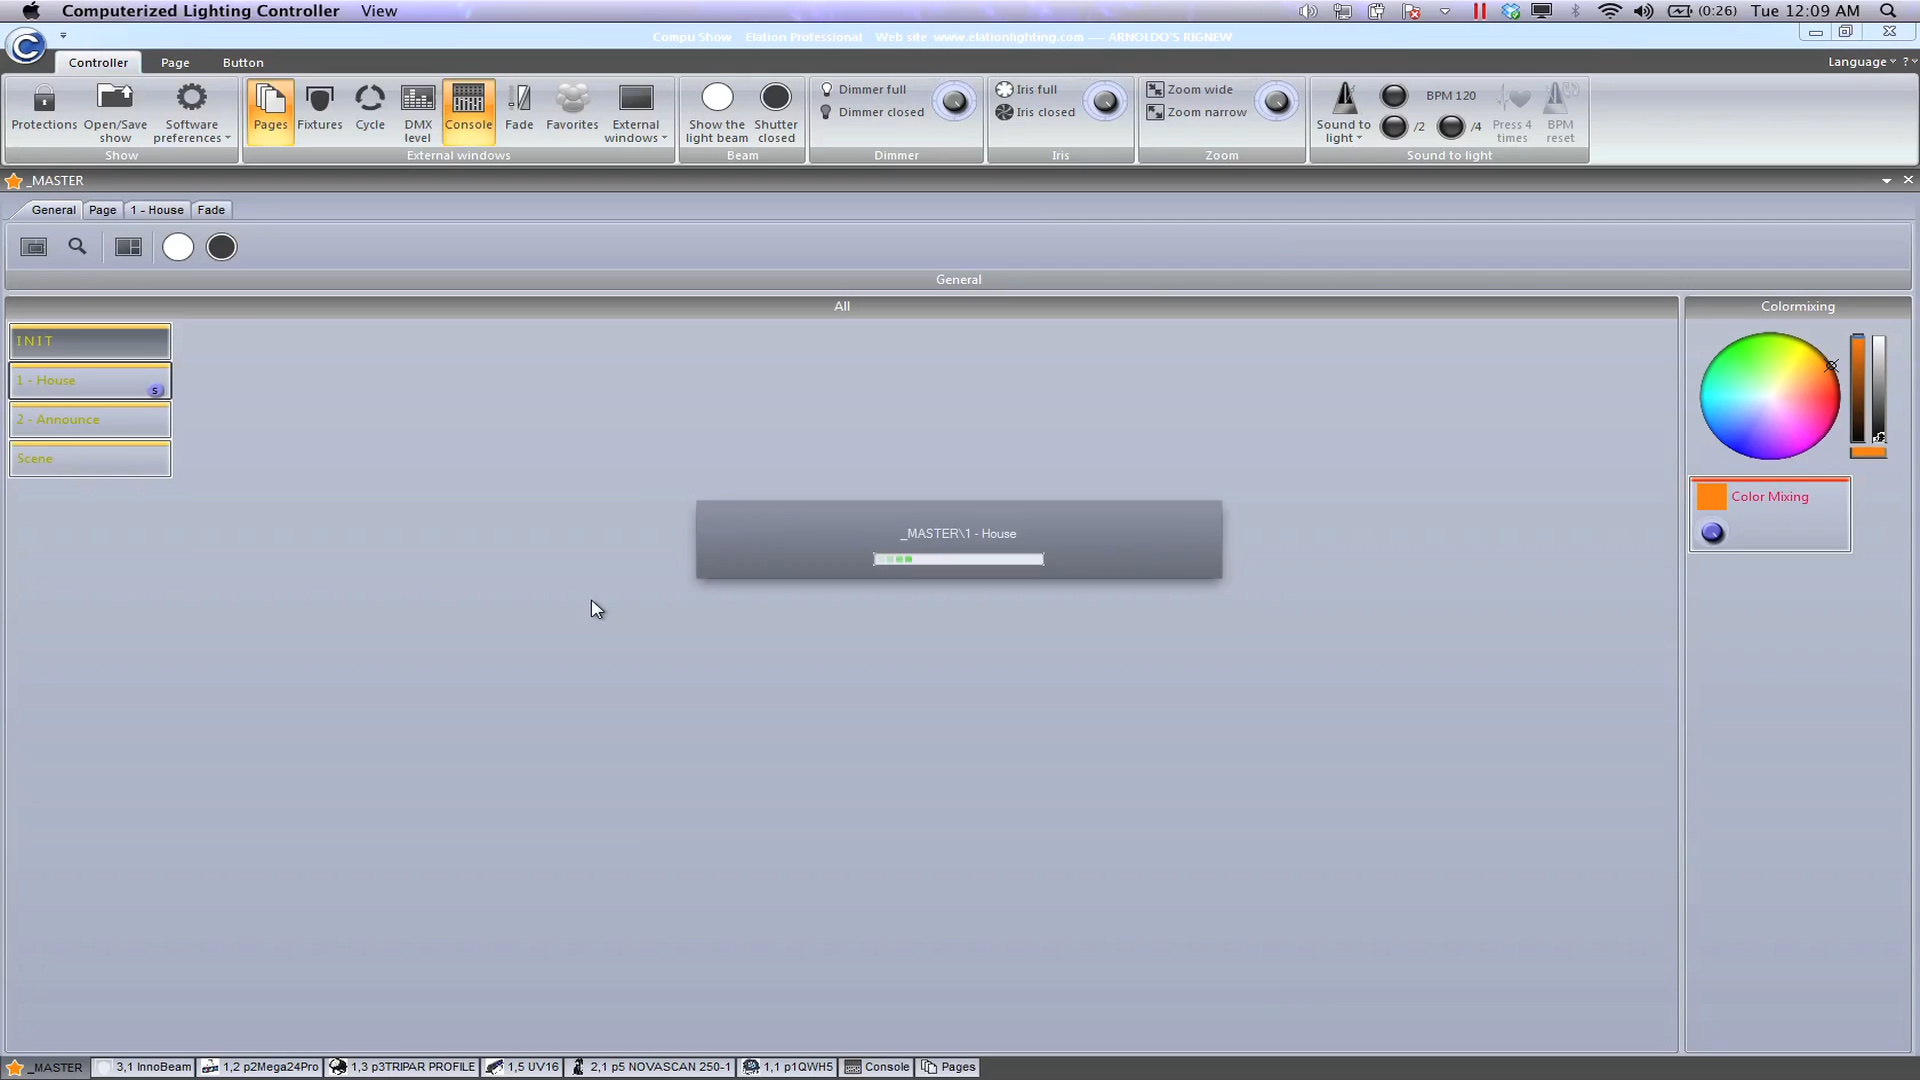 Computerized Lighting Controller View
(0:26) Tue 12:09 AM
Compu Show Elation Professional Web site www.elationlighting.com ---- ARNOLDO'S RIGNEW
Controller Page Button
Language ?
Protections
Open/Save show
Software preferences
Show
Pages
Fixtures
Cycle
DMX level
Console
Fade
Favorites
External windows
External windows
Show the light beam
Shutter closed
Beam
Dimmer full
Dimmer closed
Dimmer
Iris full
Iris closed
Iris
Zoom wide
Zoom narrow
Zoom
Sound to light
BPM 120
/2 /4
Press 4 times
BPM reset
Sound to light
_MASTER
General Page 1 - House Fade
General
All
Colormixing
INIT
1 - House
S
2 - Announce
Scene
_MASTER\1 - House
Color Mixing
_MASTER 3,1 InnoBeam 1,2 p2Mega24Pro 1,3 p3TRIPAR PROFILE 1,5 UV16 2,1 p5 NOVASCAN 250-1 1,1 p1QWH5 Console Pages